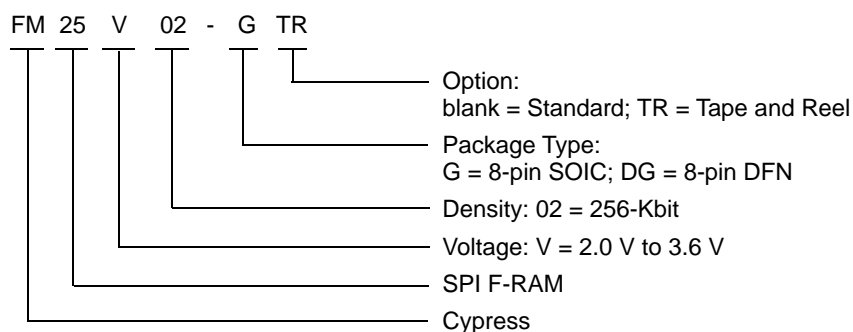 FM 25 V 02 - G TR
Option:
blank = Standard; TR = Tape and Reel
Package Type:
G = 8-pin SOIC; DG = 8-pin DFN
Density: 02 = 256-Kbit
Voltage: V = 2.0 V to 3.6 V
SPI F-RAM
Cypress